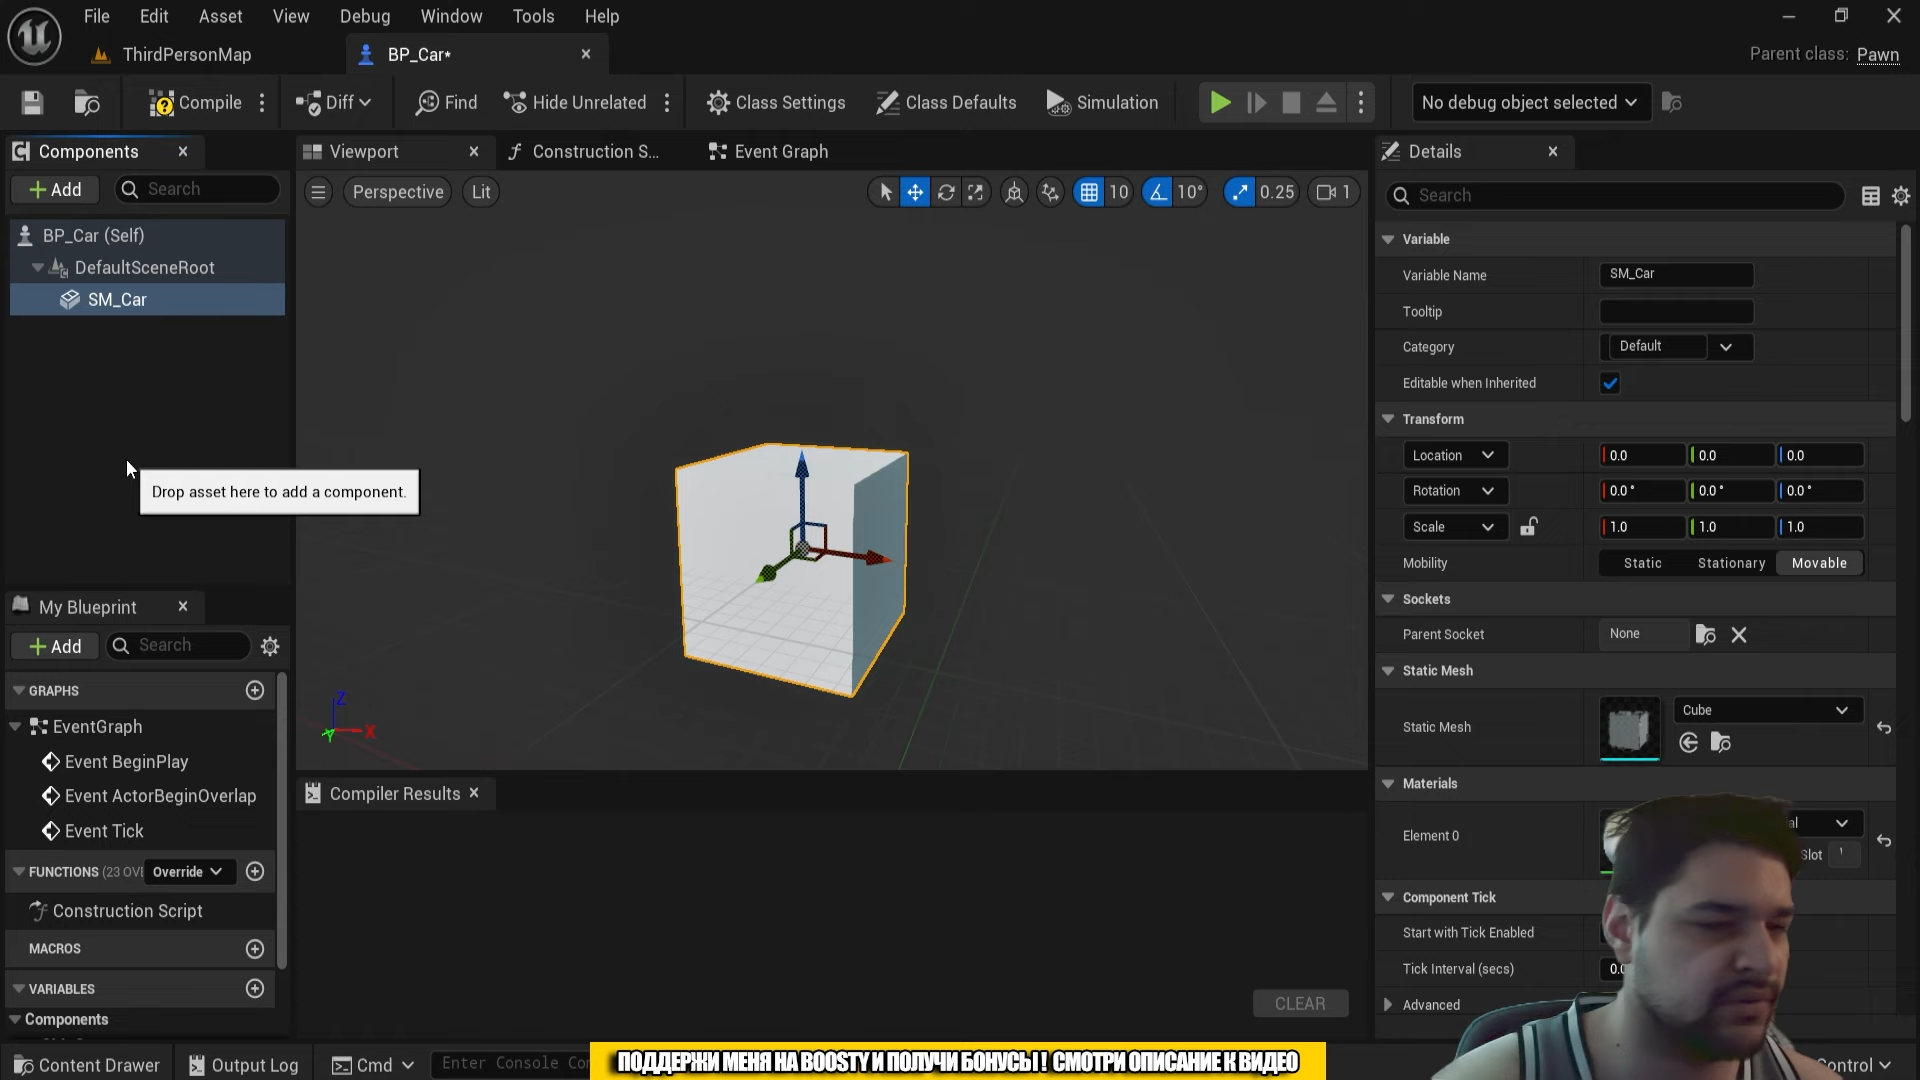 File Edit Asset View Debug Window Tools Help
ThirdPersonMap
BP_Car*
Parent class: Pawn
Compile
Diff
Find
Hide Unrelated
Class Settings
Class Defaults
Simulation
No debug object selected
Components
Viewport
Construction S...
Event Graph
Details
Add
Search
Perspective
Lit
10
10°
0.25
1
Search
BP_Car (Self)
DefaultSceneRoot
SM_Car
Drop asset here to add a component.
Variable
Variable Name
SM_Car
Tooltip
Category
Default
Editable when Inherited
Transform
Location
0.0
0.0
0.0
Rotation
0.0 °
0.0 °
0.0 °
Scale
1.0
1.0
1.0
Mobility
Static
Stationary
Movable
Sockets
Parent Socket
None
Static Mesh
Static Mesh
Cube
Materials
Element 0
Component Tick
Start with Tick Enabled
Tick Interval (secs)
Advanced
Z
X
Y
My Blueprint
Add
Search
GRAPHS
EventGraph
Event BeginPlay
Event ActorBeginOverlap
Event Tick
FUNCTIONS
Override
Construction Script
MACROS
VARIABLES
Components
Compiler Results
CLEAR
Content Drawer
Output Log
Cmd
Enter Console
ПОДДЕРЖИ МЕНЯ НА BOOSTY И ПОЛУЧИ БОНУСЫ! СМОТРИ ОПИСАНИЕ К ВИДЕО